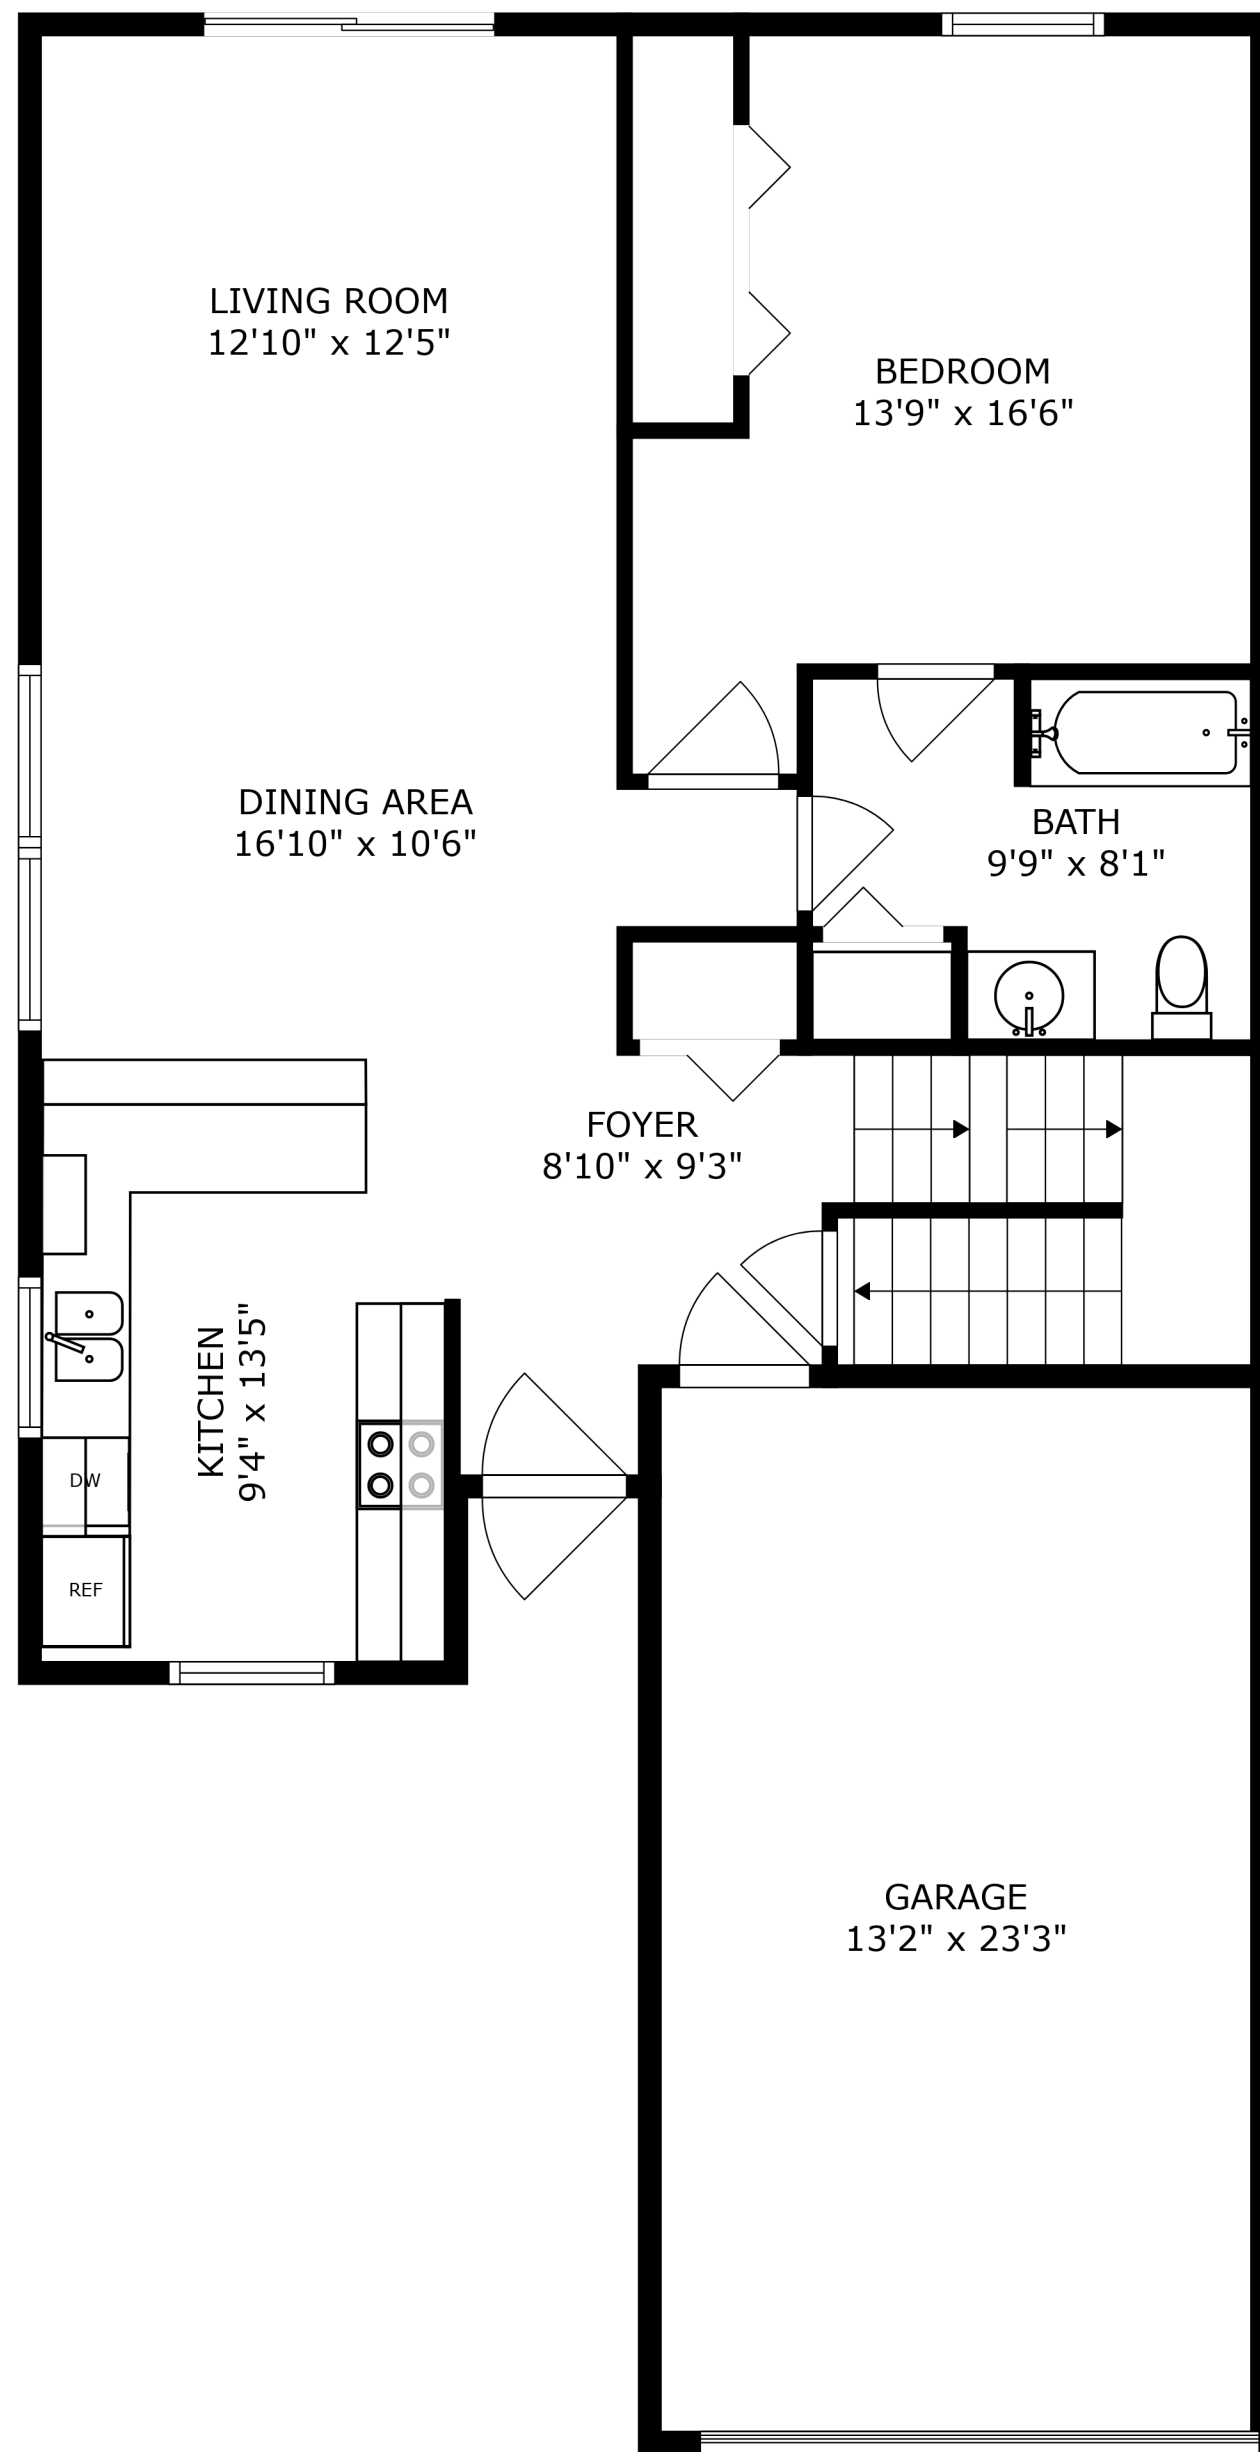 LIVING ROOM
12'10" x 12'5"
BEDROOM
13'9" x 16'6"
DINING AREA
16'10" x 10'6"
BATH
9'9" x 8'1"
FOYER
8'10" x 9'3"
KITCHEN
9'4" x 13'5"
DW
REF
GARAGE
13'2" x 23'3"